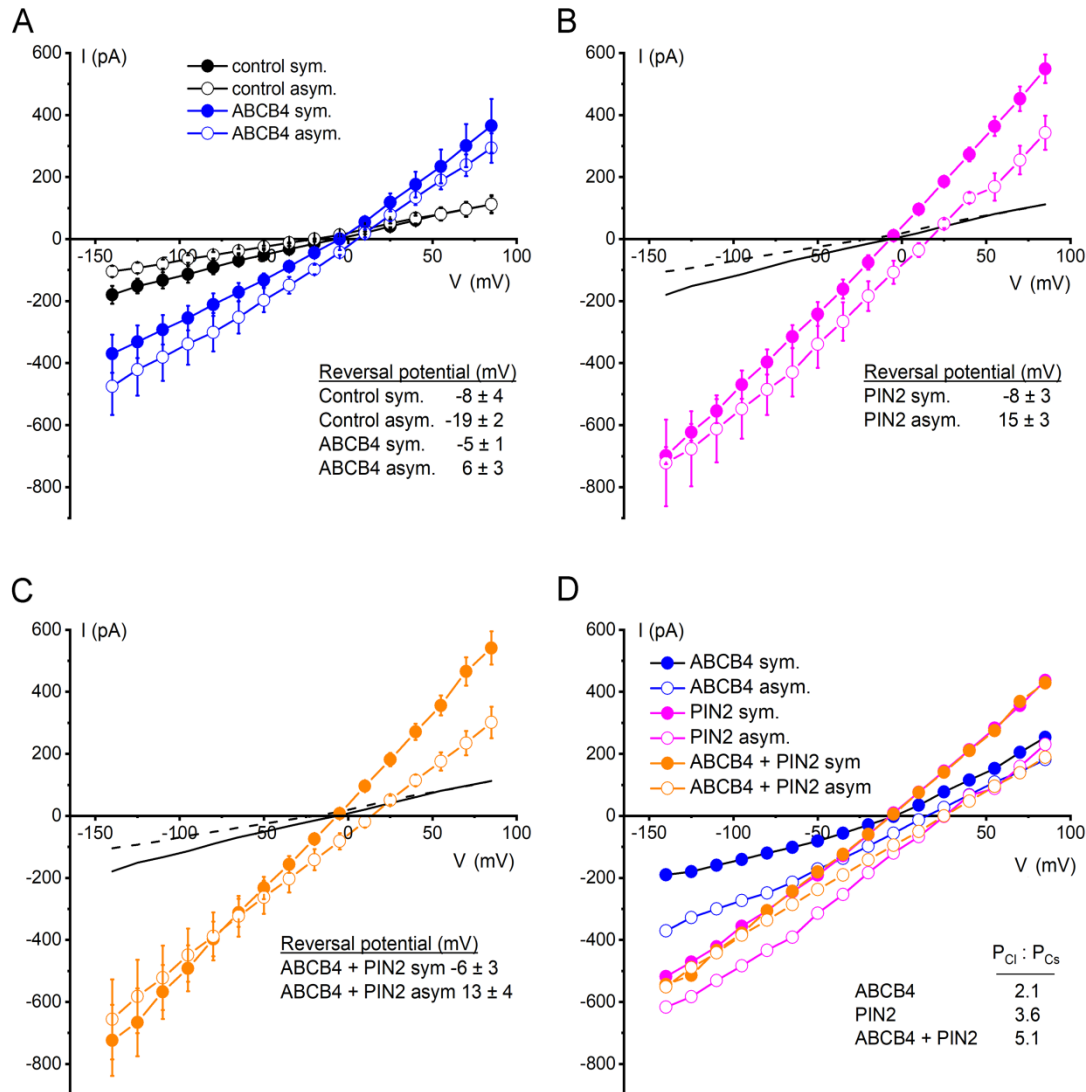 A
I (pA)
600
400
200
0
-200
-400
-600
-800
-150
-100
-50
0
50
100
V (mV)
control sym.
control asym.
ABCB4 sym.
ABCB4 asym.
Reversal potential (mV)
Control sym. -8 ± 4
Control asym. -19 ± 2
ABCB4 sym. -5 ± 1
ABCB4 asym. 6 ± 3
B
I (pA)
600
400
200
0
-200
-400
-600
-800
-150
-100
-50
0
50
100
V (mV)
Reversal potential (mV)
PIN2 sym. -8 ± 3
PIN2 asym. 15 ± 3
C
I (pA)
600
400
200
0
-200
-400
-600
-800
-150
-100
-50
0
50
100
V (mV)
Reversal potential (mV)
ABCB4 + PIN2 sym -6 ± 3
ABCB4 + PIN2 asym 13 ± 4
D
I (pA)
600
400
200
0
-200
-400
-600
-800
-150
-100
-50
0
50
100
V (mV)
ABCB4 sym.
ABCB4 asym.
PIN2 sym.
PIN2 asym.
ABCB4 + PIN2 sym
ABCB4 + PIN2 asym
PCl : PCs
ABCB4 2.1
PIN2 3.6
ABCB4 + PIN2 5.1